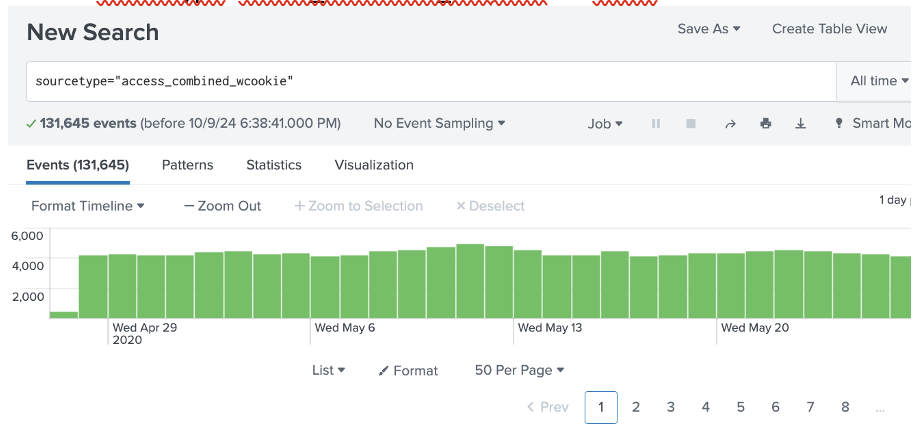 New Search
Save As ▾ Create Table View
sourcetype="access_combined_wcookie"
All time ▾
✓ 131,645 events (before 10/9/24 6:38:41.000 PM) No Event Sampling ▾ Job ▾ Smart Mo
Events (131,645) Patterns Statistics Visualization
Format Timeline ▾ — Zoom Out + Zoom to Selection × Deselect
1 day
6,000
4,000
2,000
Wed Apr 29
2020
Wed May 6
Wed May 13
Wed May 20
List ▾ Format 50 Per Page ▾
< Prev 1 2 3 4 5 6 7 8 ...